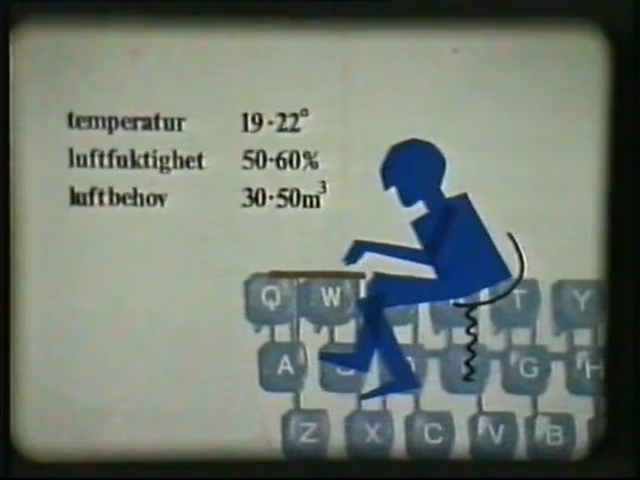 temperatur 19-22°
luftfuktighet 50-60%
luftbehov 30-50m³
Q W T Y
A G H
Z X C V B